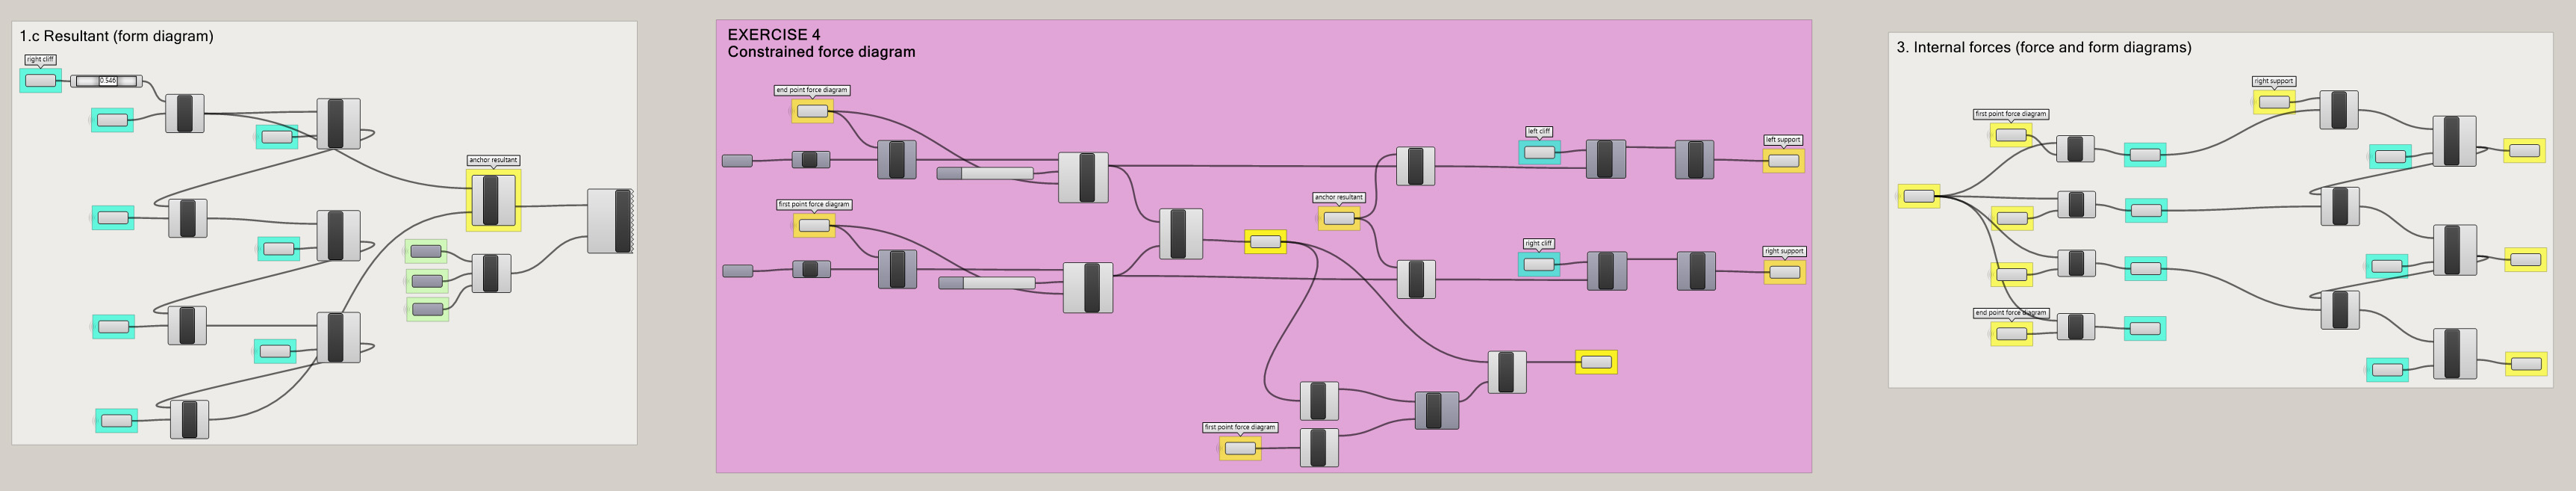 1.c Resultant (form diagram)
right cliff
0.546
anchor resultant
EXERCISE 4
Constrained force diagram
end point force diagram
first point force diagram
left cliff
left support
anchor resultant
right cliff
right support
first point force diagram
3. Internal forces (force and form diagrams)
right support
first point force diagram
end point force diagram